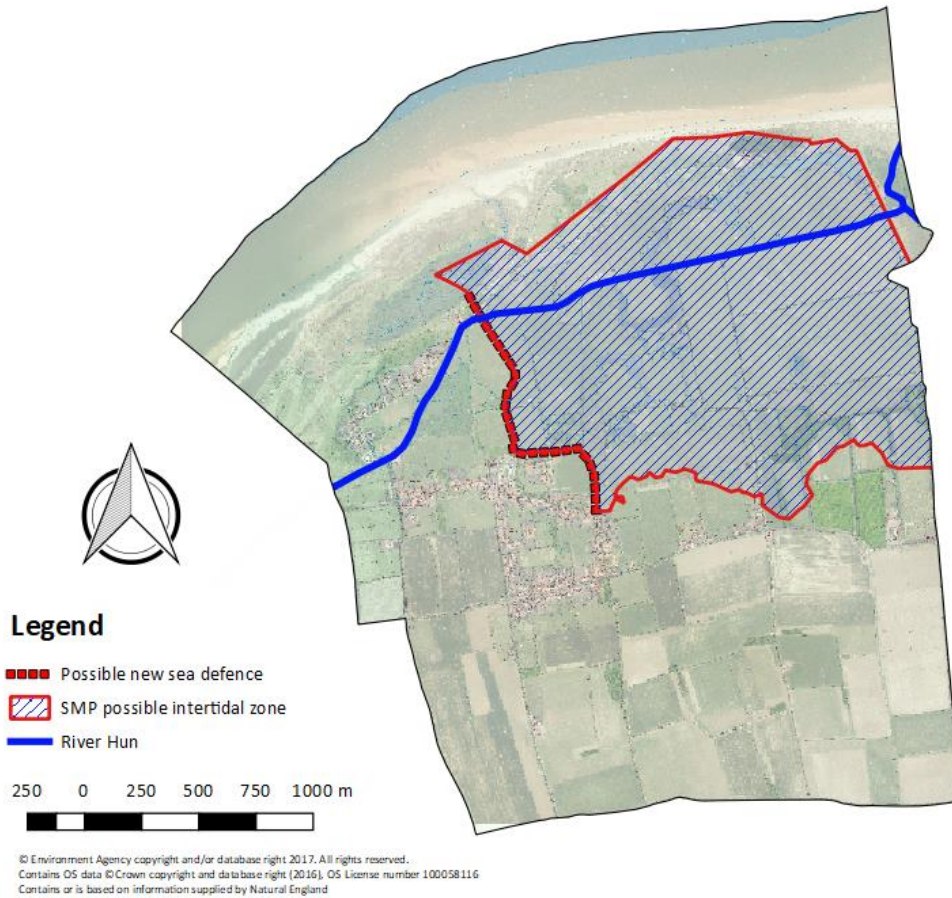 Legend
Possible new sea defence
SMP possible intertidal zone
River Hun
250 0 250 500 750 1000 m
© Environment Agency copyright and/or database right 2017. All rights reserved.
Contains OS data © Crown copyright and database right (2016), OS License number 100058116
Contains or is based on information supplied by Natural England